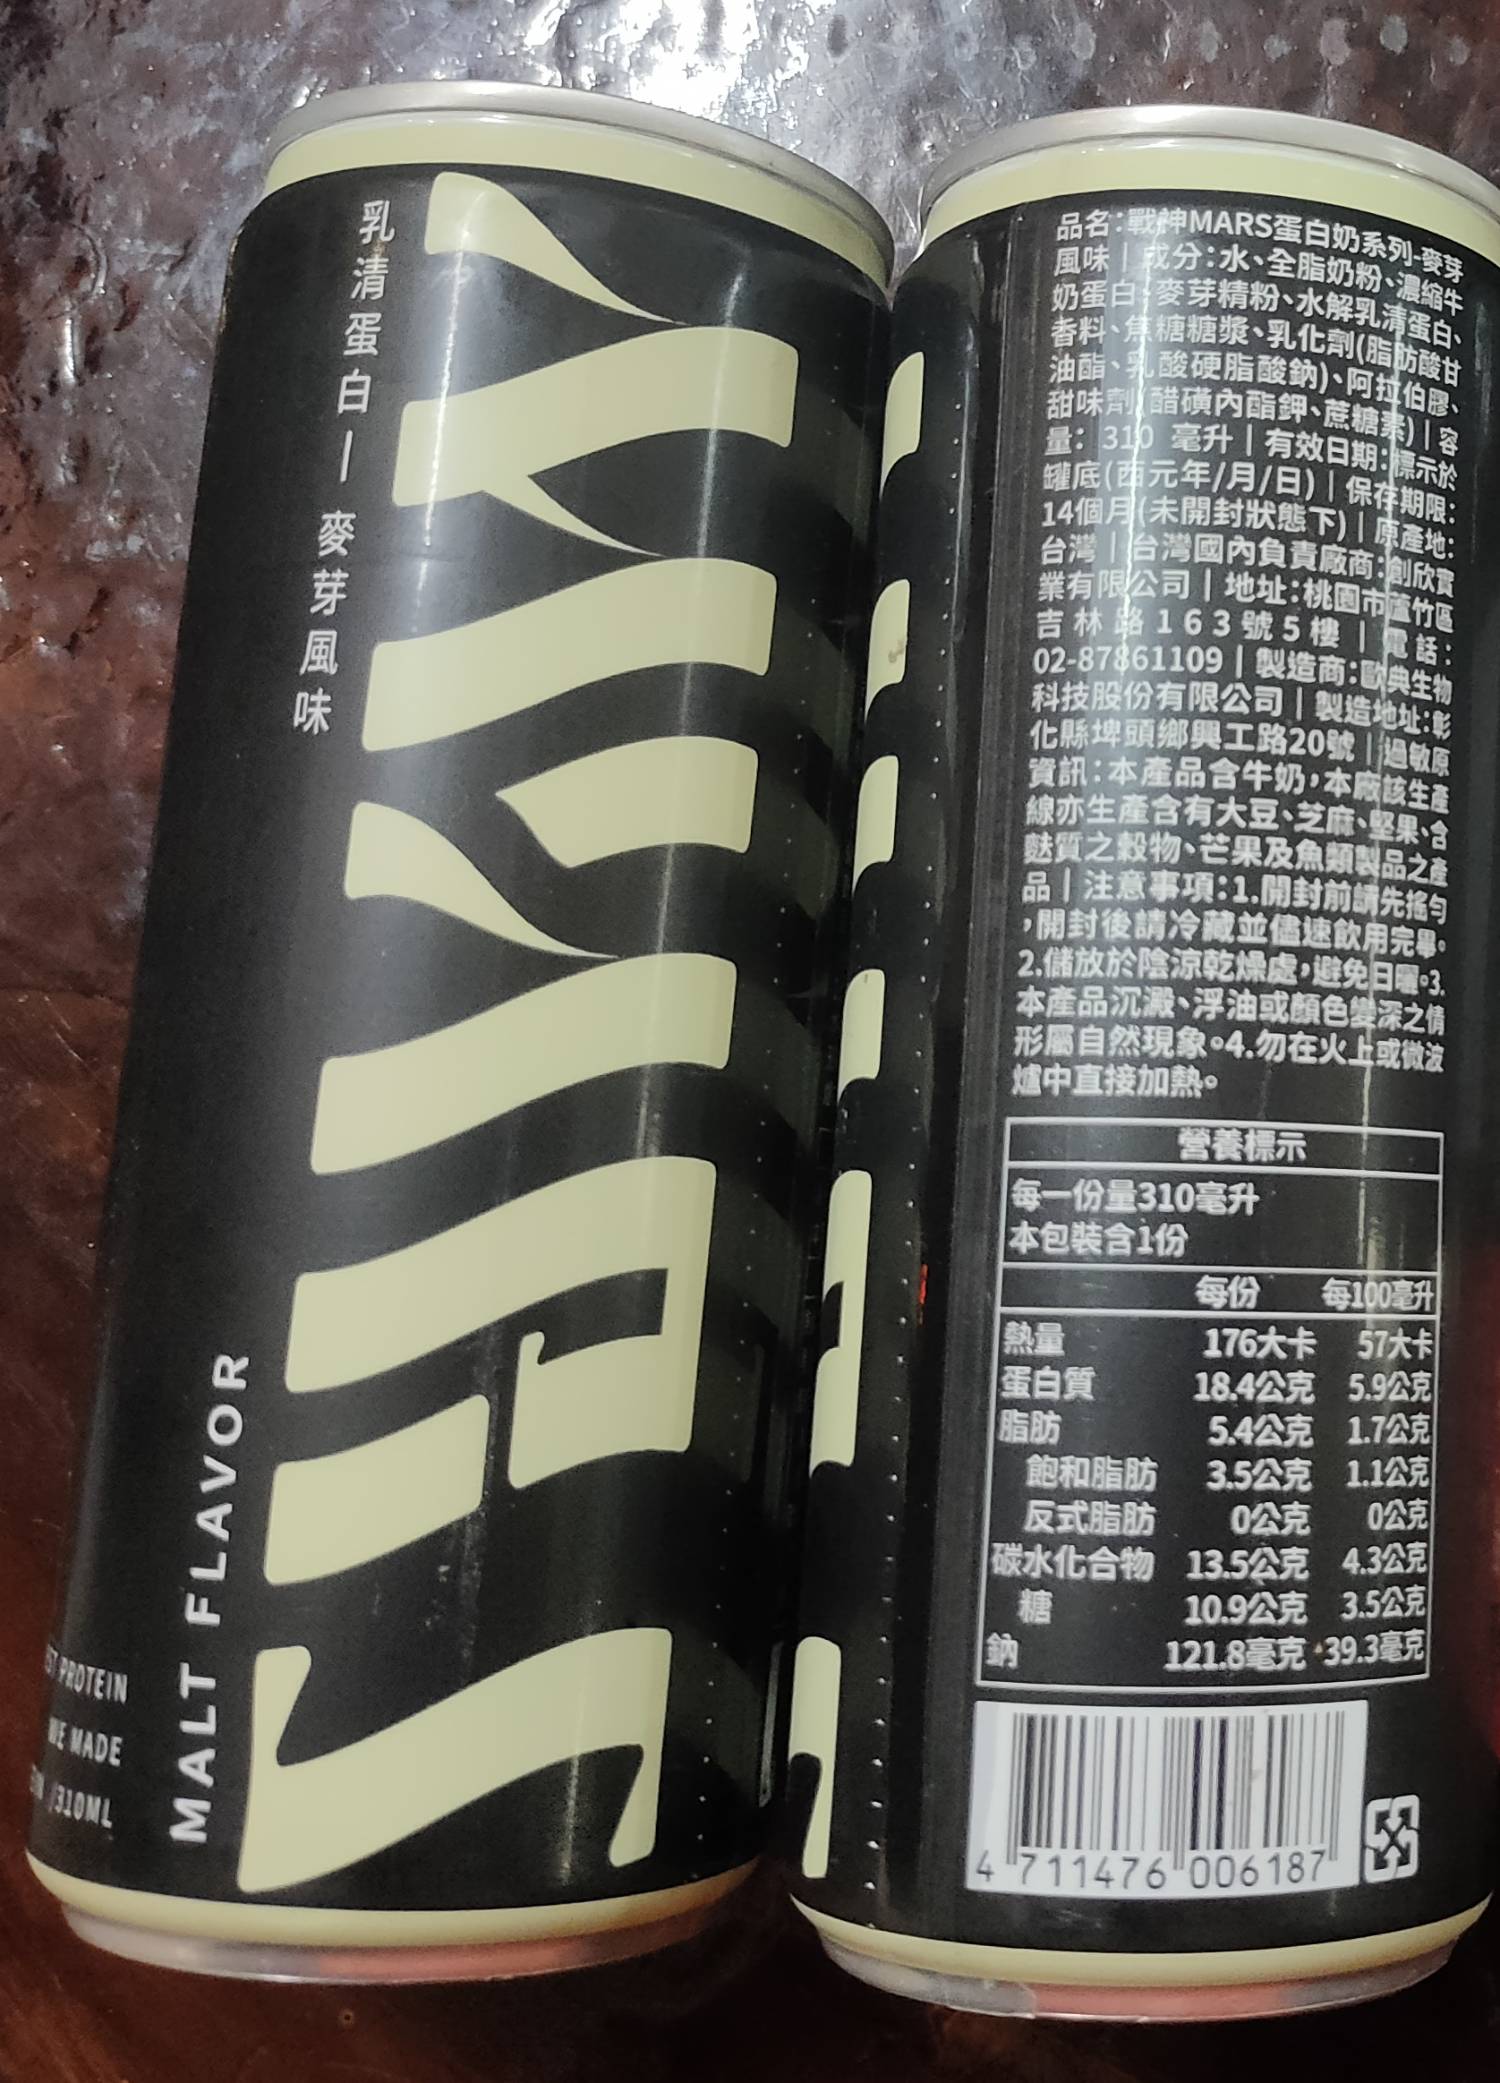 乳清蛋白|麥芽風味
MARS
MALT FLAVOR
PROTEIN
WE MADE
/310ML
品名:戰神MARS蛋白奶系列-麥芽
風味|成分:水、全脂奶粉、濃縮牛
奶蛋白、麥芽精粉、水解乳清蛋白、
香料、焦糖糖漿、乳化劑(脂肪酸甘
油酯、乳酸硬脂酸鈉)、阿拉伯膠、
甜味劑(醋磺內酯鉀、蔗糖素)|容
量: 310 毫升|有效日期:標示於
罐底(西元年/月/日)|保存期限:
14個月(未開封狀態下)|原產地:
台灣|台灣國內負責廠商:創欣實
業有限公司|地址:桃園市蘆竹區
吉林路163號5樓|電話:
02-87861109|製造商:歐典生物
科技股份有限公司|製造地址:彰
化縣埤頭鄉興工路20號|過敏原
資訊:本產品含牛奶,本廠該生產
線亦生產含有大豆、芝麻、堅果、含
麩質之穀物、芒果及魚類製品之產
品|注意事項:1.開封前請先搖勻
,開封後請冷藏並儘速飲用完畢。
2.儲放於陰涼乾燥處,避免日曬。3.
本產品沉澱、浮油或顏色變深之情
形屬自然現象。4.勿在火上或微波
爐中直接加熱。
營養標示
每一份量310毫升
本包裝含1份
每份 每100毫升
熱量 176大卡 57大卡
蛋白質 18.4公克 5.9公克
脂肪 5.4公克 1.7公克
飽和脂肪 3.5公克 1.1公克
反式脂肪 0公克 0公克
碳水化合物 13.5公克 4.3公克
糖 10.9公克 3.5公克
鈉 121.8毫克 39.3毫克
4 711476 006187